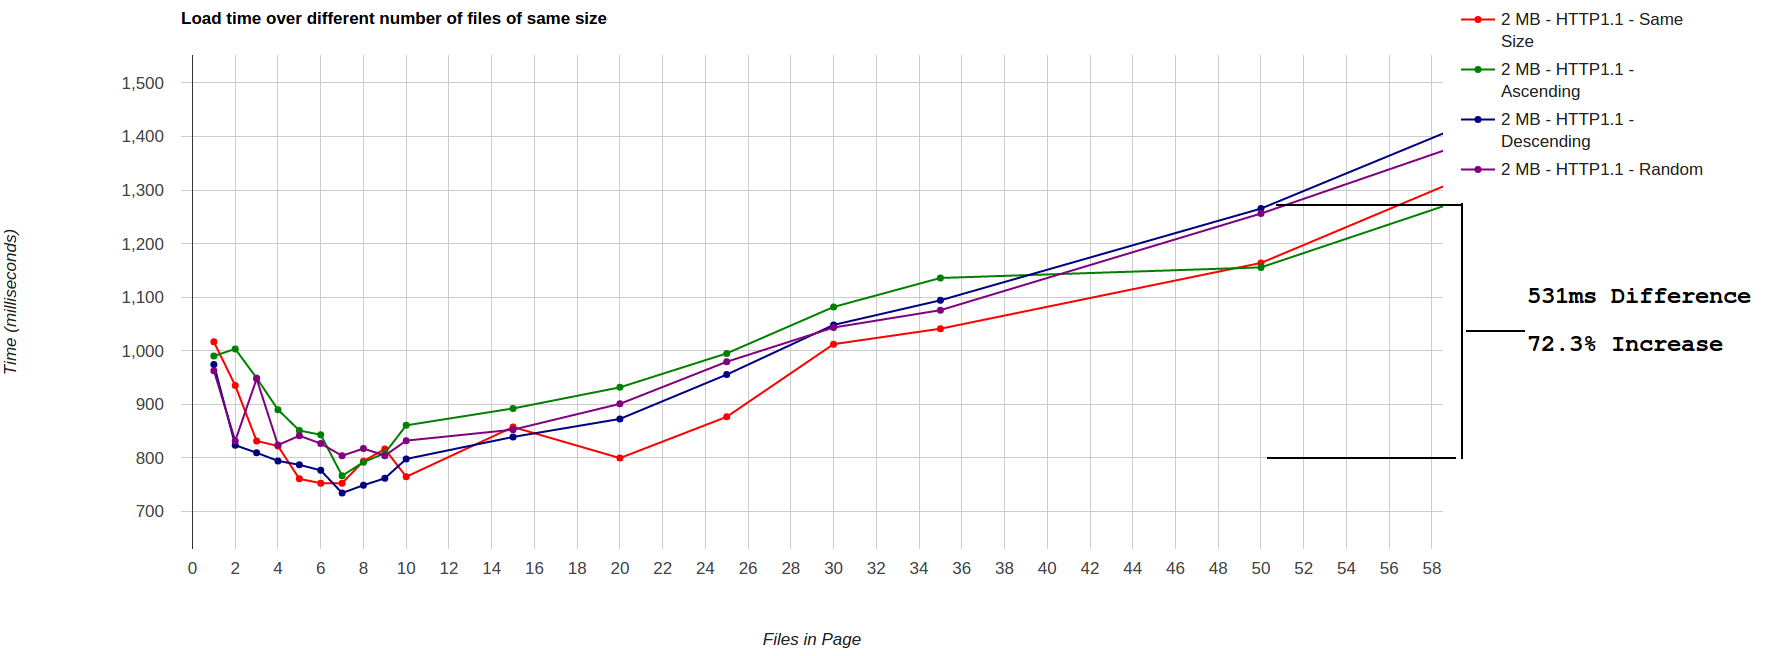 Load time over different number of files of same size
2 MB - HTTP1.1 - Same
Size
2 MB - HTTP1.1 -
Ascending
2 MB - HTTP1.1 -
Descending
2 MB - HTTP1.1 - Random
Time (milliseconds)
1,500
1,400
1,300
1,200
1,100
1,000
900
800
700
531ms Difference
72.3% Increase
0 2 4 6 8 10 12 14 16 18 20 22 24 26 28 30 32 34 36 38 40 42 44 46 48 50 52 54 56 58
Files in Page